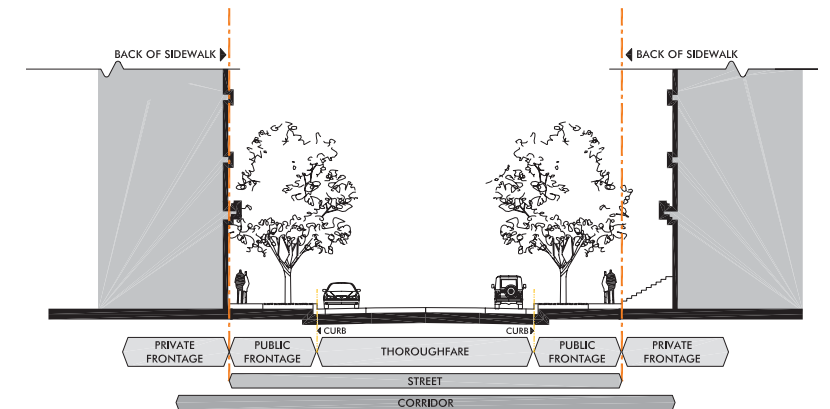 BACK OF SIDEWALK
BACK OF SIDEWALK
CURB
CURB
PRIVATE
FRONTAGE
PUBLIC
FRONTAGE
THOROUGHFARE
PUBLIC
FRONTAGE
PRIVATE
FRONTAGE
STREET
CORRIDOR